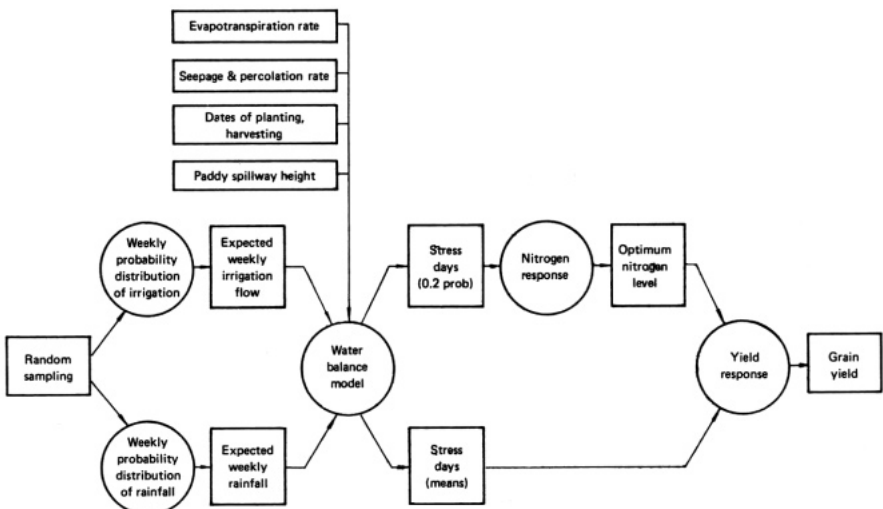 Evapotranspiration rate
Seepage & percolation rate
Dates of planting,
harvesting
Paddy spillway height
Weekly
probability
distribution
of irrigation
Expected
weekly
irrigation
flow
Stress
days
(0.2 prob)
Nitrogen
response
Optimum
nitrogen
level
Random
sampling
Water
balance
model
Yield
response
Grain
yield
Weekly
probability
distribution
of rainfall
Expected
weekly
rainfall
Stress
days
(means)